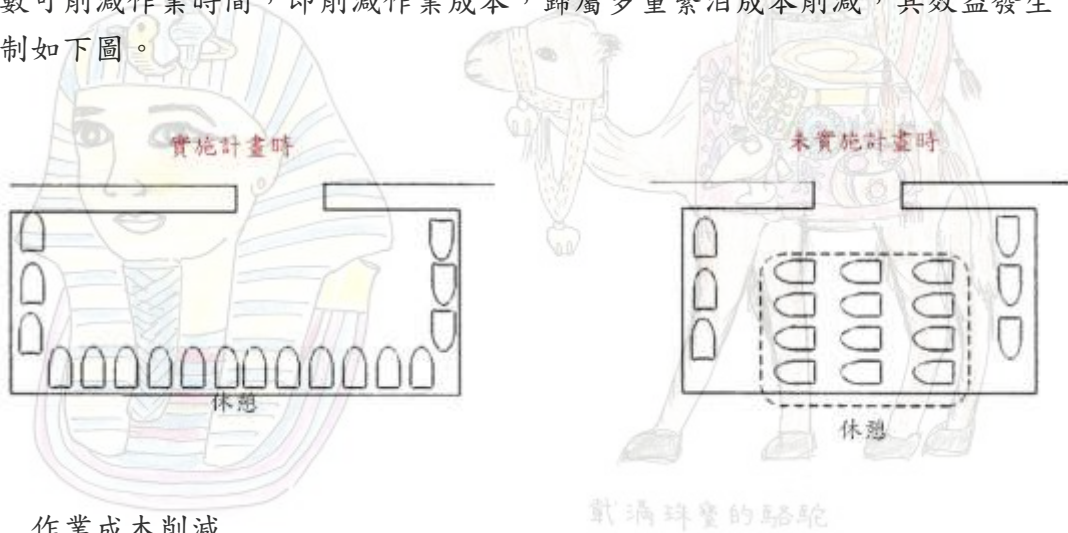 數可削減作業時間，即削減作業成本，歸屬多重繫泊成本削減，其效益發生
制如下圖。
實施計畫時
未實施計畫時
休憩
休憩
戴滿珠寶的駱駝
作業成本削減